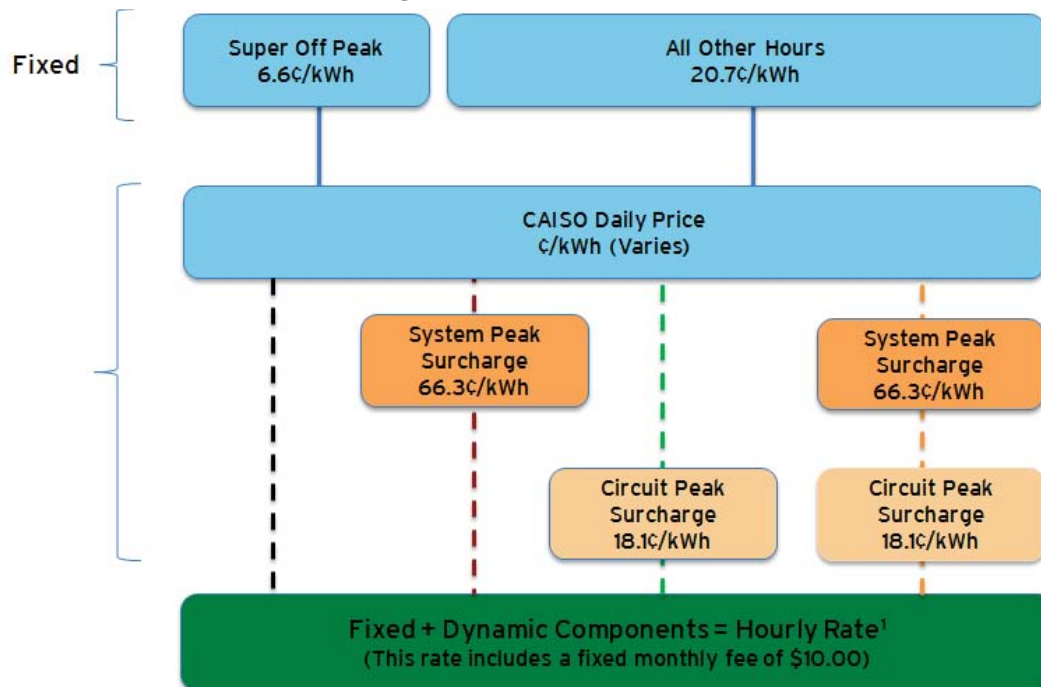 Fixed
Super Off Peak
6.6¢/kWh
All Other Hours
20.7¢/kWh
CAISO Daily Price
¢/kWh (Varies)
System Peak
Surcharge
66.3¢/kWh
System Peak
Surcharge
66.3¢/kWh
Circuit Peak
Surcharge
18.1¢/kWh
Circuit Peak
Surcharge
18.1¢/kWh
Fixed + Dynamic Components = Hourly Rate¹
(This rate includes a fixed monthly fee of $10.00)